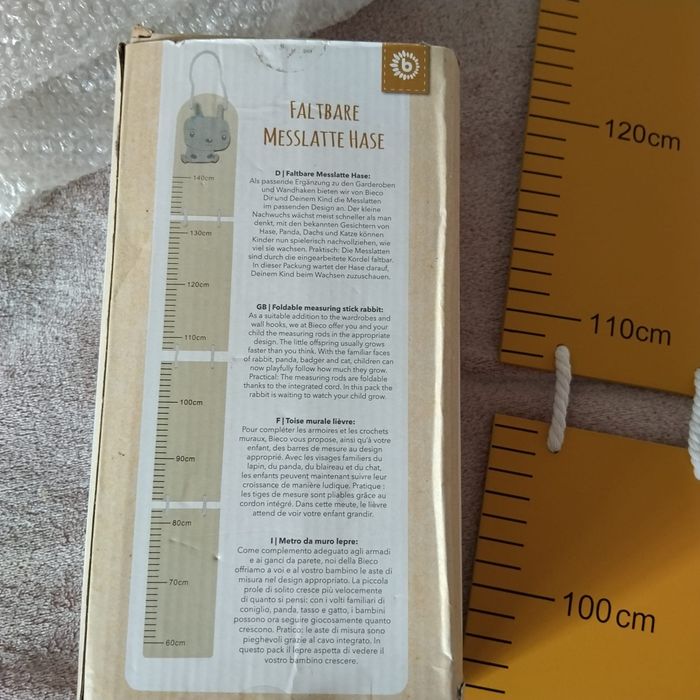 b
FALTBARE
MESSLATTE HASE
D | Faltbare Messlatte Hase:
Als passende Ergänzung zu den Garderoben
und Wandhaken bieten wir von Bieco
Dir und Deinem Kind die Messlatten
im passenden Design an. Der kleine
Nachwuchs wächst meist schneller als man
denkt, mit den bekannten Gesichtern von
Hase, Panda, Dachs und Katze können
Kinder nun spielerisch nachvollziehen, wie
viel sie wachsen. Praktisch: Die Messlatten
sind durch die eingearbeitete Kordel faltbar.
In dieser Packung wartet der Hase darauf,
Deinem Kind beim Wachsen zuzuschauen.
GB | Foldable measuring stick rabbit:
As a suitable addition to the wardrobes and
wall hooks, we at Bieco offer you and your
child the measuring rods in the appropriate
design. The little offspring usually grows
faster than you think. With the familiar faces
of rabbit, panda, badger and cat, children can
now playfully follow how much they grow.
Practical: The measuring rods are foldable
thanks to the integrated cord. In this pack the
rabbit is waiting to watch your child grow.
F | Toise murale lièvre:
Pour compléter les armoires et les crochets
muraux, Bieco vous propose, ainsi qu'à votre
enfant, des barres de mesure au design
approprié. Avec les visages familiers du
lapin, du panda, du blaireau et du chat,
les enfants peuvent maintenant suivre leur
croissance de manière ludique. Pratique :
les tiges de mesure sont pliables grâce au
cordon intégré. Dans cette meute, le lièvre
attend de voir votre enfant grandir.
I | Metro da muro lepre:
Come complemento adeguato agli armadi
e ai ganci da parete, noi della Bieco
offriamo a voi e al vostro bambino le aste di
misura nel design appropriato. La piccola
prole di solito cresce più velocemente
di quanto si pensi: con i volti familiari di
coniglio, panda, tasso e gatto, i bambini
possono ora seguire giocosamente quanto
crescono. Pratico: le aste di misura sono
pieghevoli grazie al cavo integrato. In
questo pack il lepre aspetta di vedere il
vostro bambino crescere.
140cm
130cm
120cm
110cm
100cm
90cm
80cm
70cm
60cm
120cm
110cm
100cm